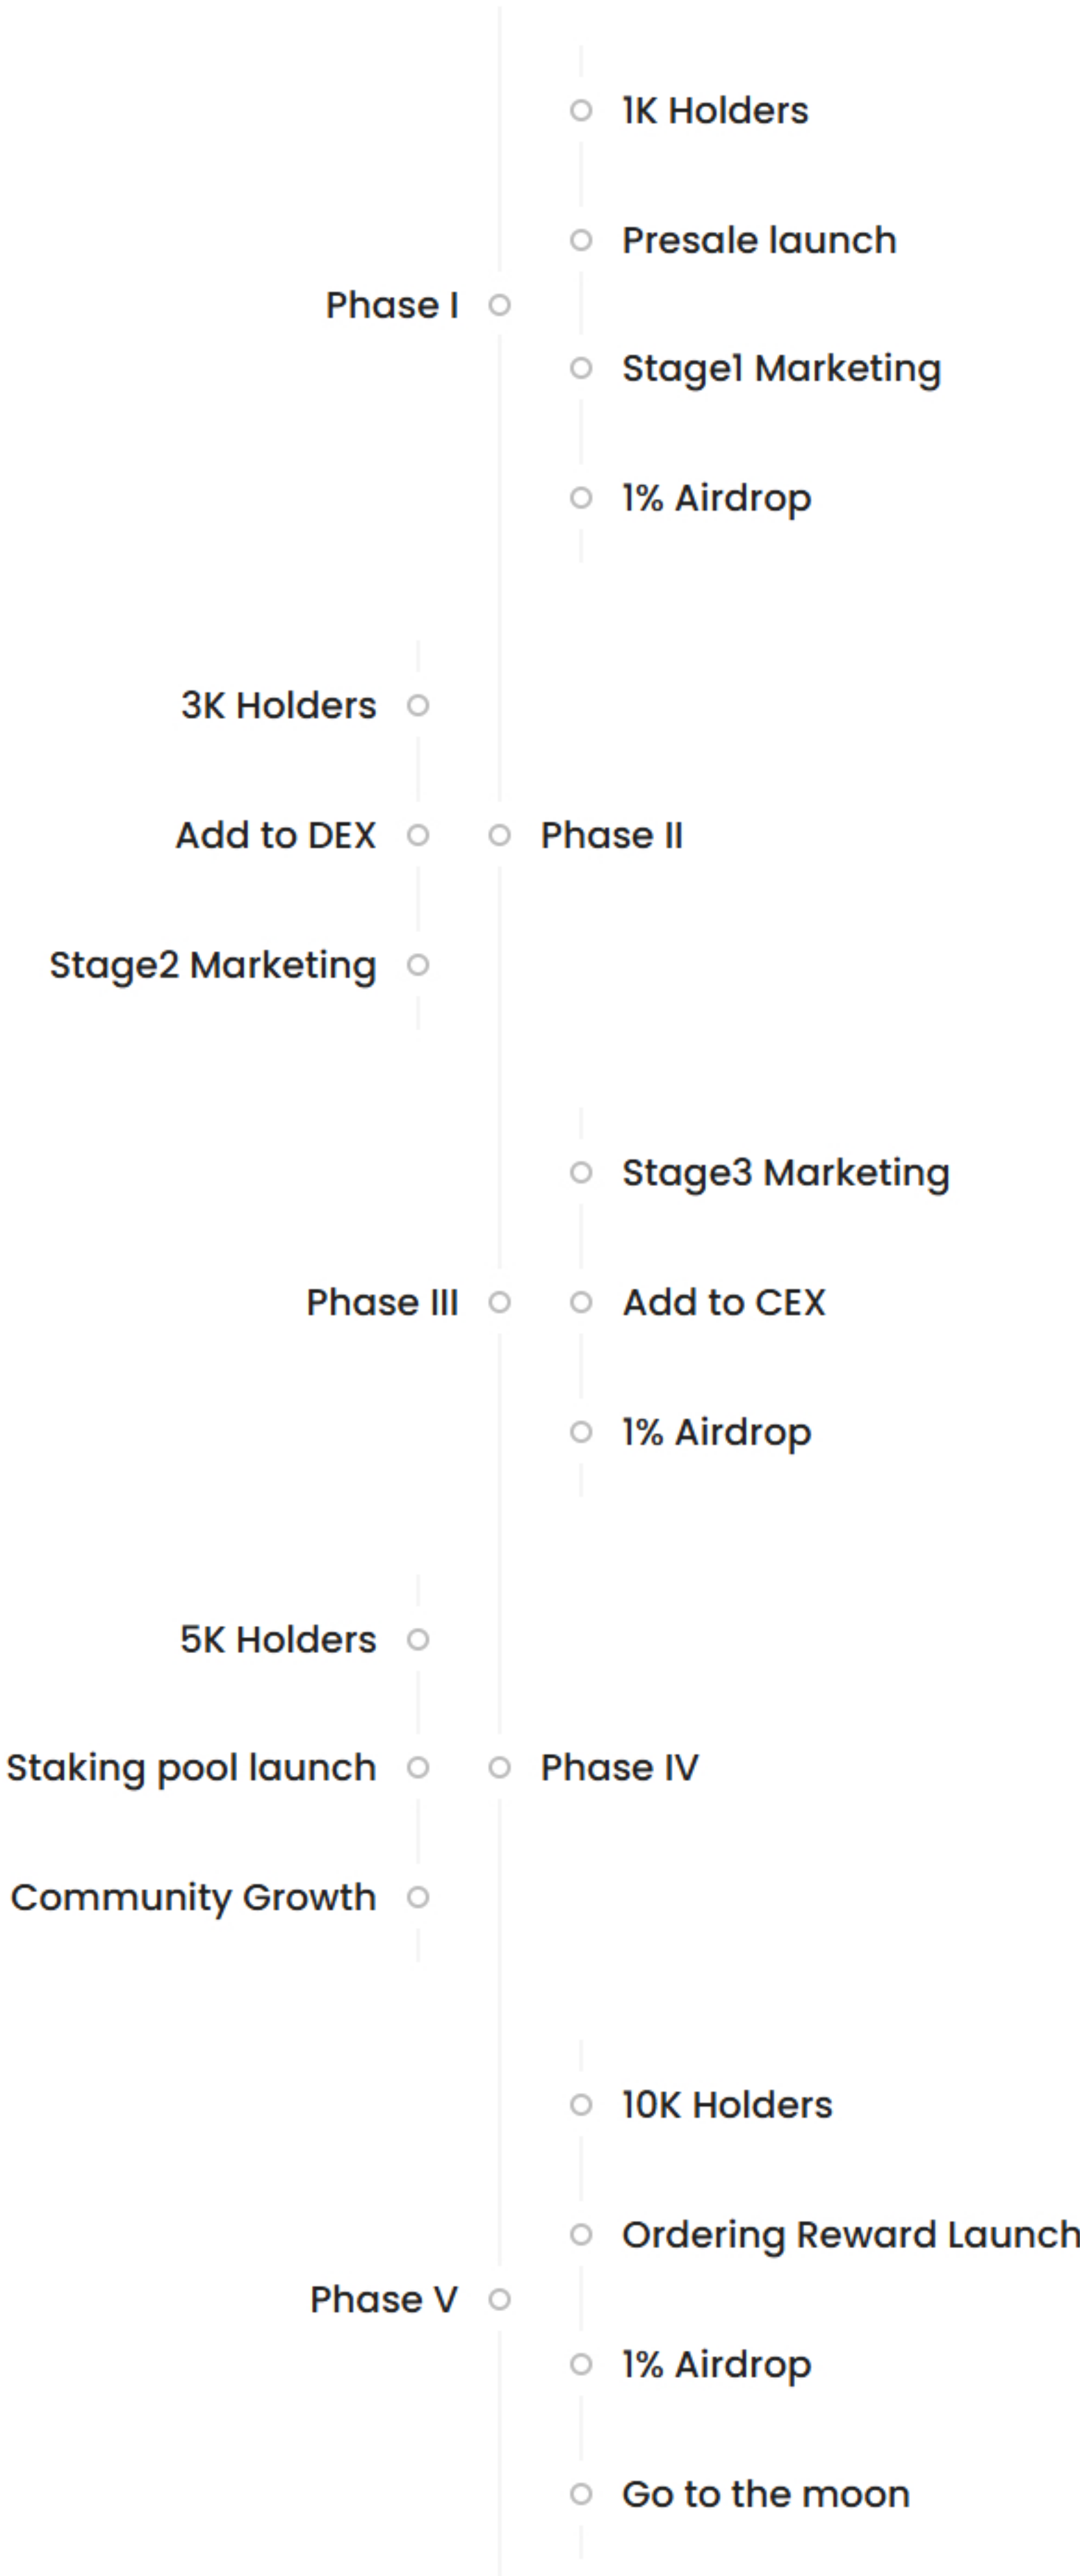 1K Holders
Presale launch
Phase I
Stage1 Marketing
1% Airdrop
3K Holders
Add to DEX
Phase II
Stage2 Marketing
Stage3 Marketing
Phase III
Add to CEX
1% Airdrop
5K Holders
Staking pool launch
Phase IV
Community Growth
10K Holders
Ordering Reward Launch
Phase V
1% Airdrop
Go to the moon